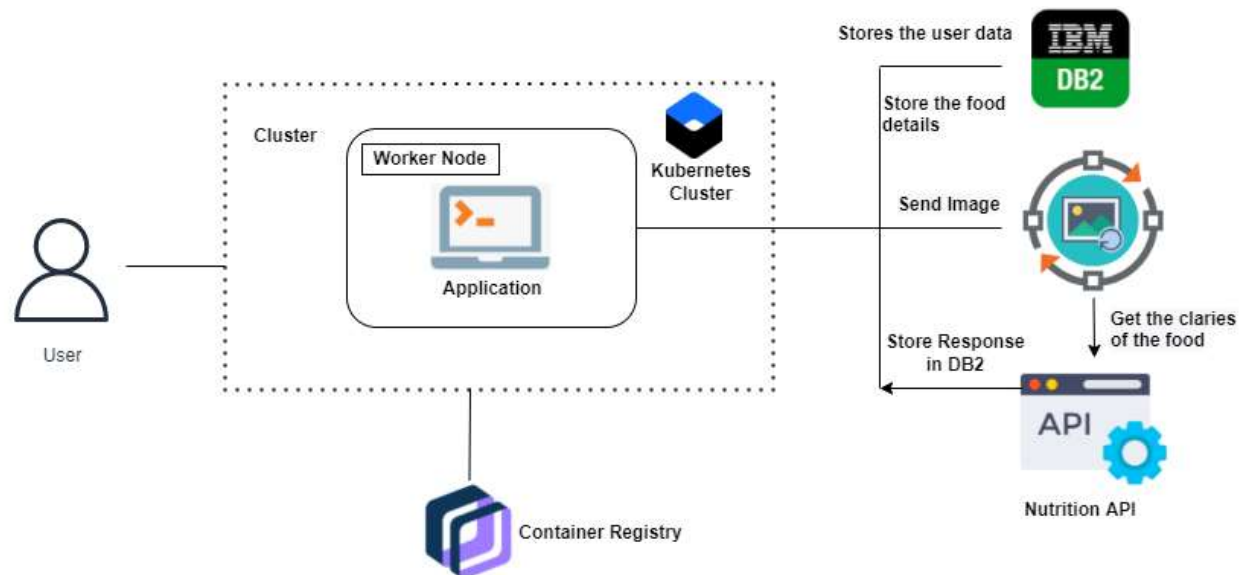 Stores the user data
IBM
DB2
Store the food
details
Cluster
Worker Node
Kubernetes
Cluster
Send Image
Application
User
Get the claries
of the food
Store Response
in DB2
API
Nutrition API
Container Registry